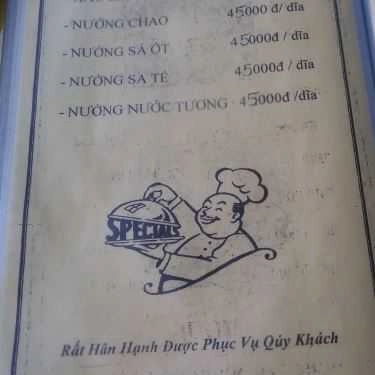 - NƯỚNG CHAO 45000 đ/ dĩa
- NƯỚNG SẢ ỚT 45000đ/ dĩa
- NƯỚNG SA TẾ 45000đ / dĩa
- NƯỚNG NƯỚC TƯƠNG 45000đ /dĩa
SPECIALS
Rất Hân Hạnh Được Phục Vụ Qúy Khách